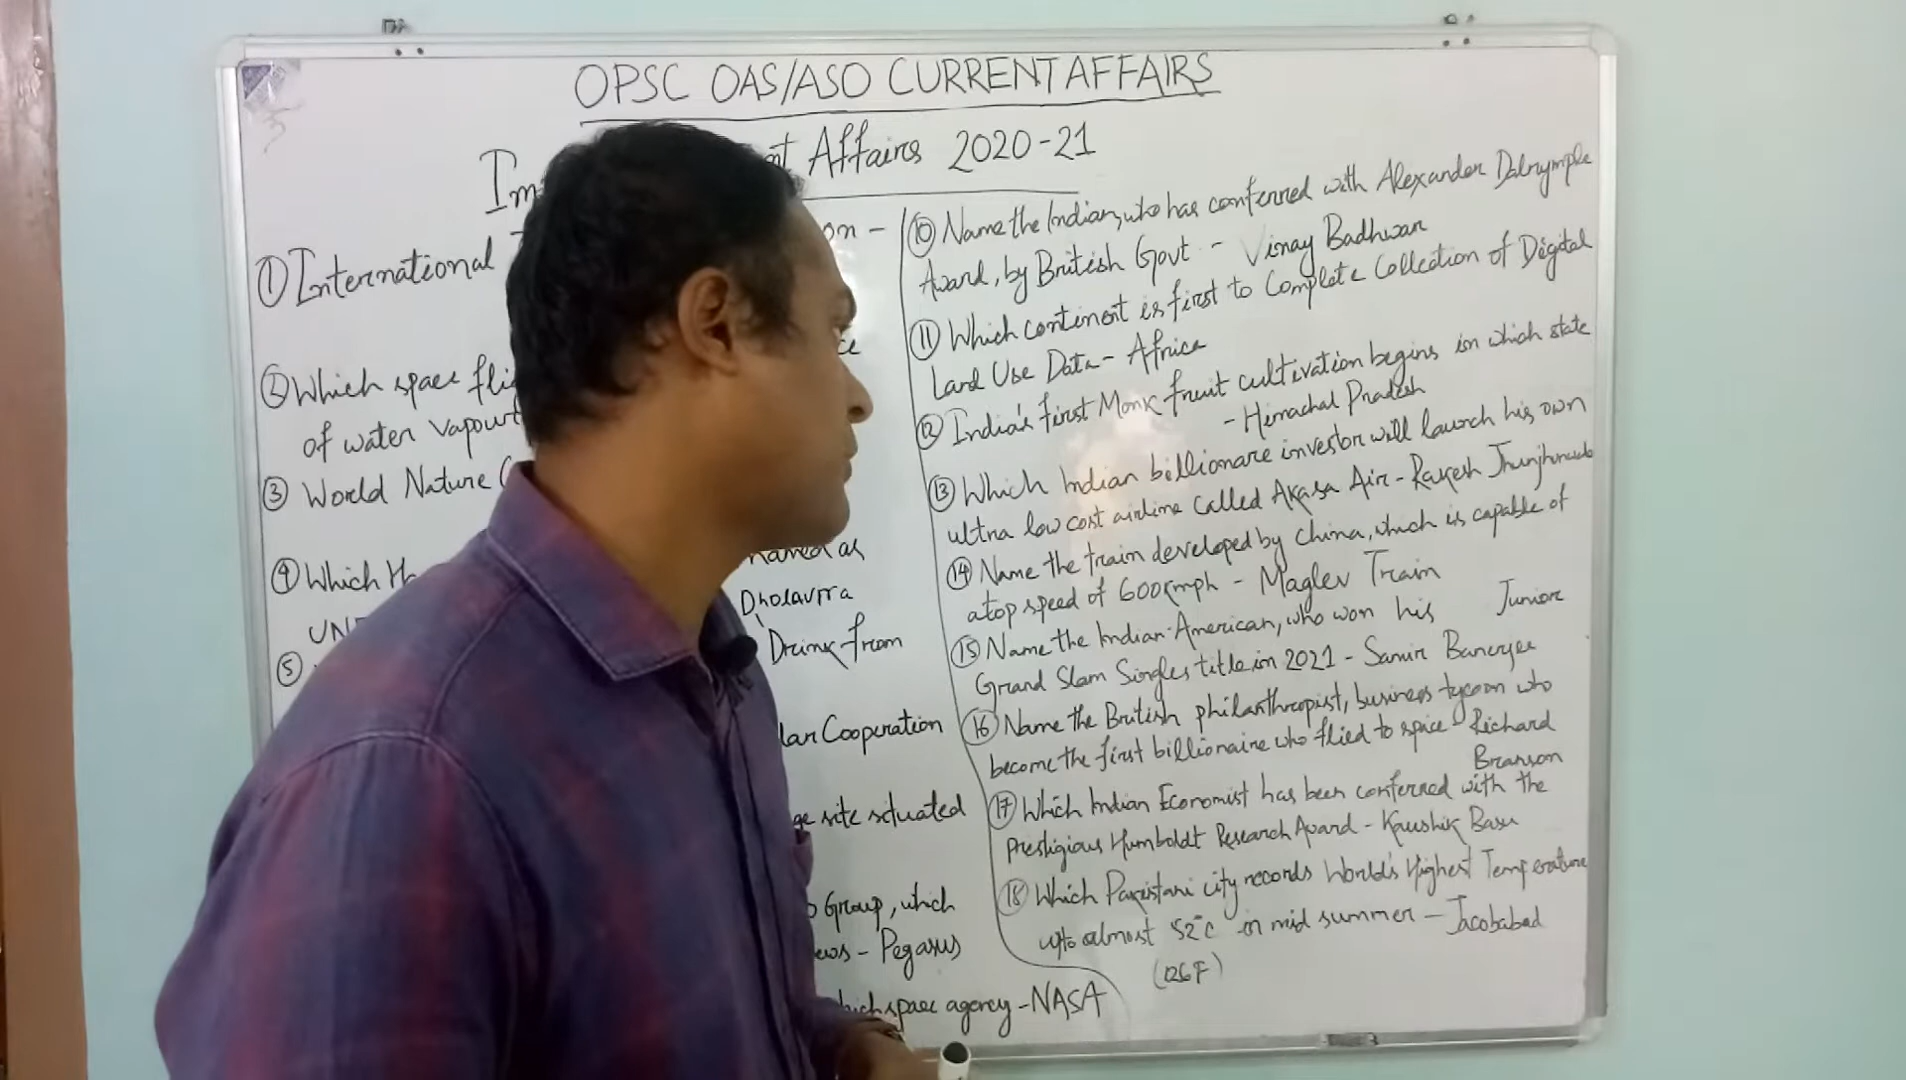 OPSC OAS/ASO CURRENT AFFAIRS
Affairs 2020-21
① International
② Which space
of water vapour
③ World Nature
④ Which
⑤
on -
ce
named as
Dholavira
Drink from
lar Cooperation
ge site situated
Group, which
ews - Pegasus
space agency - NASA
⑩ Name the Indian, who has conferred with Alexander Dalrymple
Award, by British Govt - Vinay Badhwar
⑪ Which continent is first to Complete Collection of Digital
Land Use Data - Africa
⑫ India's first Monk fruit cultivation begins in which state
- Himachal Pradesh
⑬ Which Indian billionare investor will launch his own
ultra low cost airline called Akasa Air - Rakesh Jhunjhunwala
⑭ Name the train developed by China, which is capable of
a top speed of 600kmph - Maglev Train
⑮ Name the Indian-American, who won his Junior
Grand Slam Singles title in 2021 - Samir Banerjee
⑯ Name the British philanthropist, business tycoon who
become the first billionaire who flied to space - Richard
Branson
⑰ Which Indian Economist has been conferred with the
Prestigious Humboldt Research Award - Kaushik Basu
⑱ Which Pakistani city records World's Highest Temperature
upto almost 52°C in mid summer - Jacobabad
(126F)